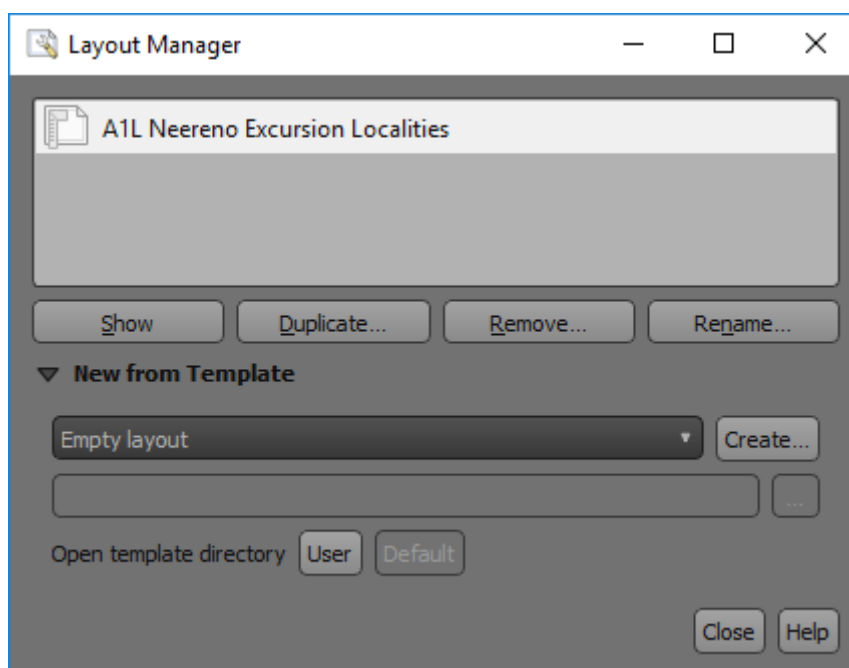 Layout Manager
A1L Neereno Excursion Localities
Show Duplicate... Remove... Rename...
New from Template
Empty layout Create...
...
Open template directory User Default
Close Help